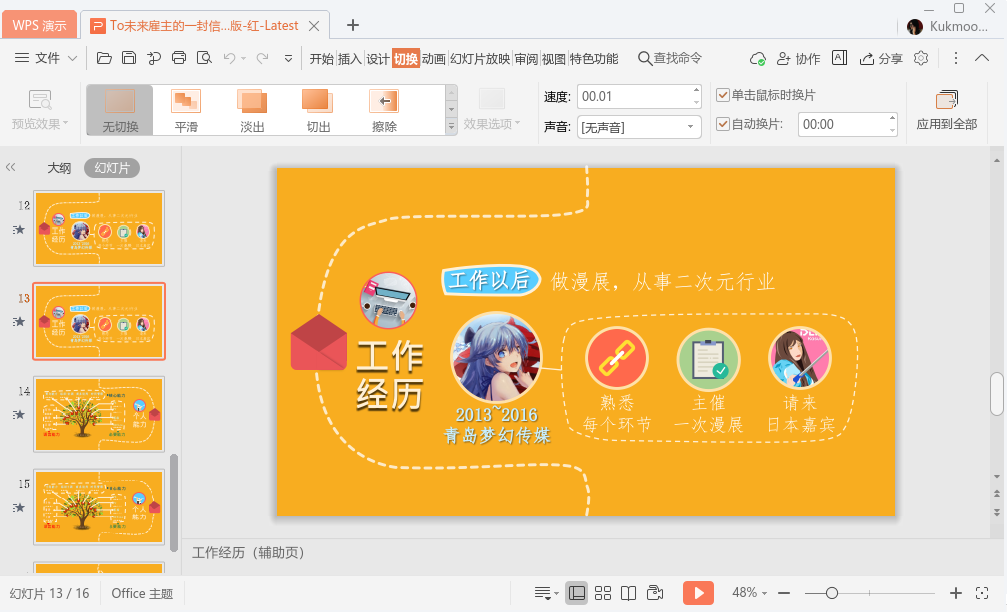 WPS 演示
To未来雇主的一封信...版-红-Latest
Kukmoo...
文件
开始 插入 设计 切换 动画 幻灯片放映 审阅 视图 特色功能
查找命令
协作
分享
预览效果
无切换
平滑
淡出
切出
擦除
效果选项
速度: 00.01
声音: [无声音]
单击鼠标时换片
自动换片: 00:00
应用到全部
大纲
幻灯片
12
13
14
15
工作以后
做漫展，从事二次元行业
工作
经历
2013~2016
青岛梦幻传媒
熟悉
每个环节
主催
一次漫展
请来
日本嘉宾
工作经历（辅助页）
幻灯片 13 / 16
Office 主题
48%